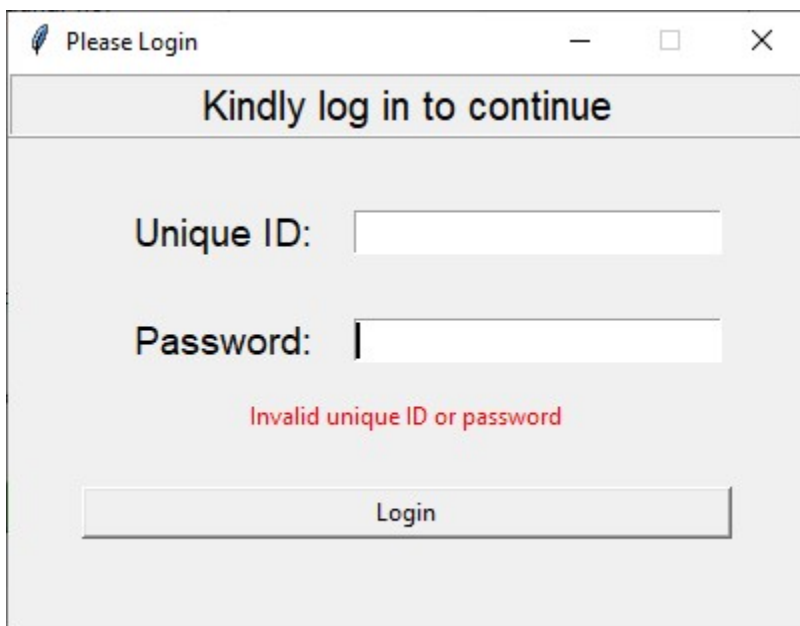 Please Login
Kindly log in to continue
Unique ID:
Password:
Invalid unique ID or password
Login